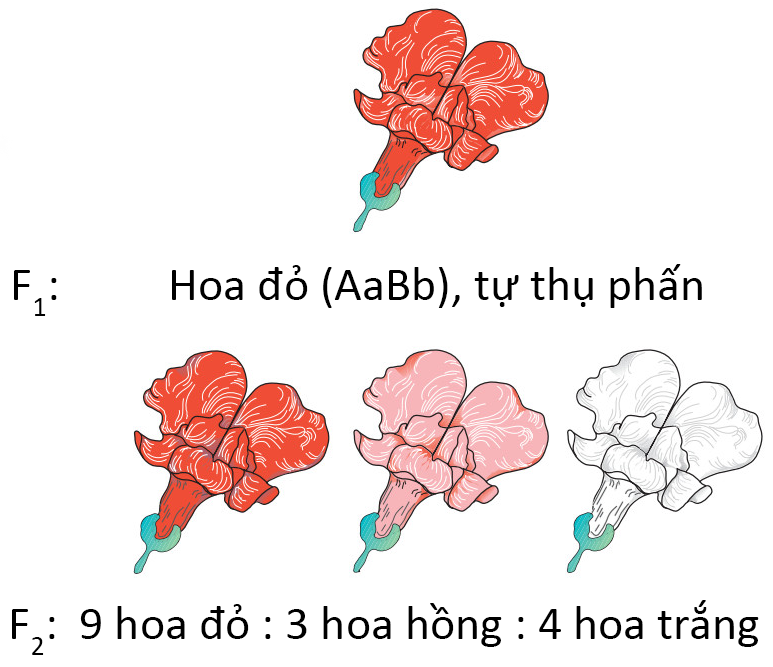 F1: Hoa đỏ (AaBb), tự thụ phấn
F2: 9 hoa đỏ : 3 hoa hồng : 4 hoa trắng